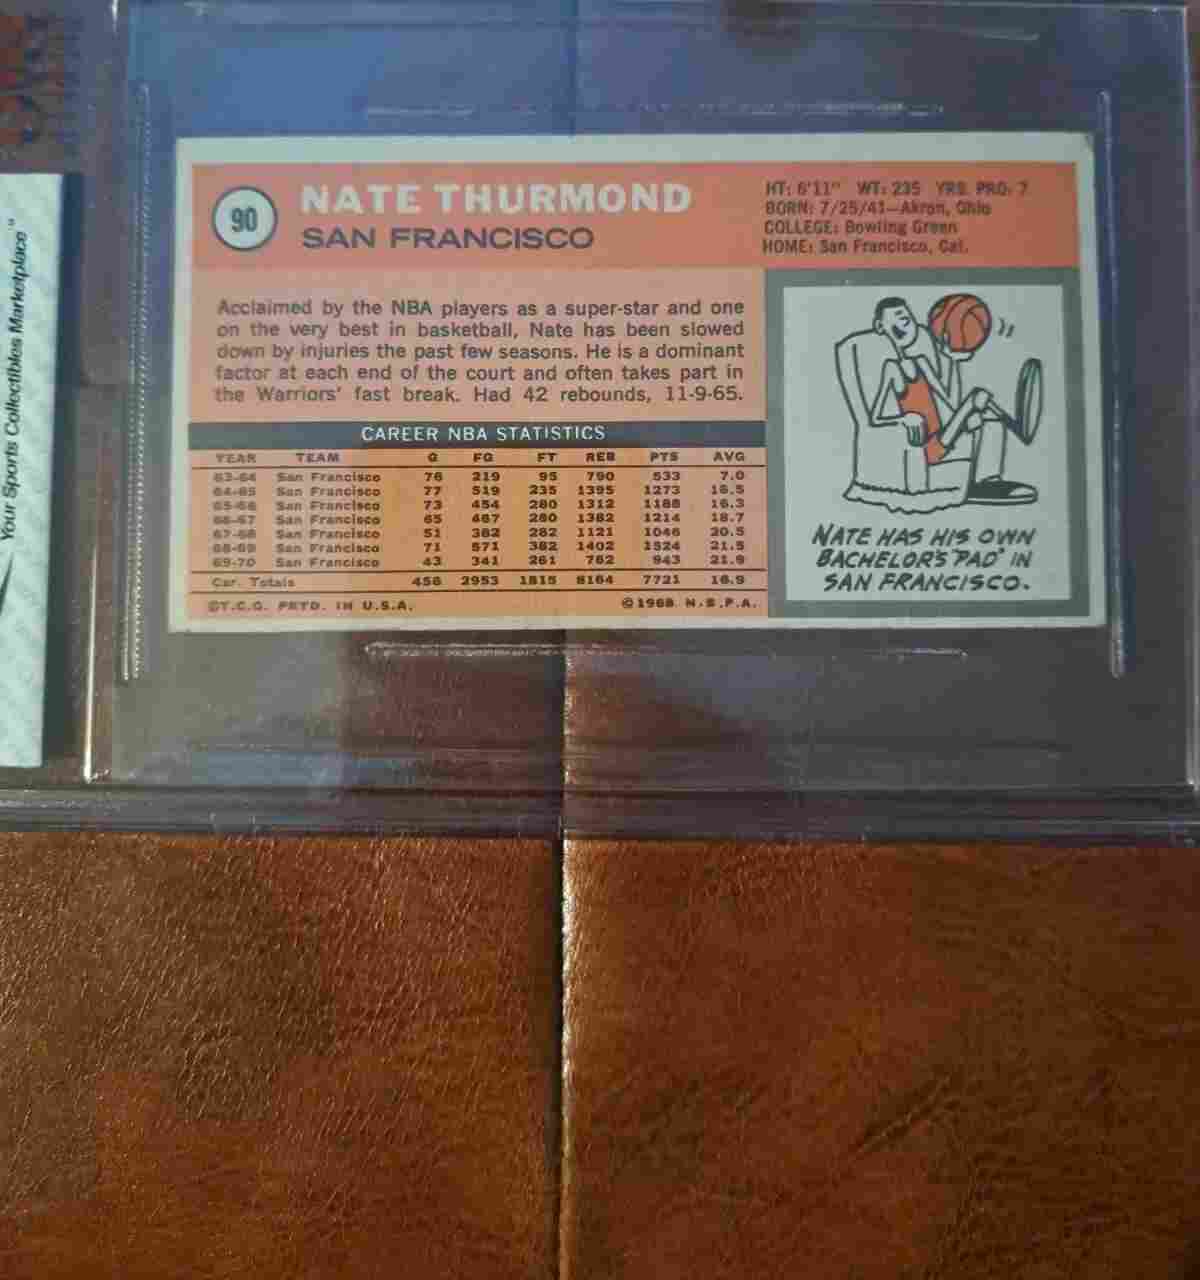 Your Sports Collectibles Marketplace"
90
NATE THURMOND
SAN FRANCISCO
HT: 6'11" WT: 235 YRS. PRO: 7
BORN: 7/25/41—Akron, Ohio
COLLEGE: Bowling Green
HOME: San Francisco, Cal.
Acclaimed by the NBA players as a super-star and one
on the very best in basketball, Nate has been slowed
down by injuries the past few seasons. He is a dominant
factor at each end of the court and often takes part in
the Warriors' fast break. Had 42 rebounds, 11-9-65.
CAREER NBA STATISTICS
YEAR TEAM G FG FT REB PTS AVG
63-64 San Francisco 76 219 95 790 533 7.0
64-65 San Francisco 77 519 235 1395 1273 16.5
65-66 San Francisco 73 454 280 1312 1188 16.3
66-67 San Francisco 65 467 280 1382 1214 18.7
67-68 San Francisco 51 382 282 1121 1046 20.5
68-69 San Francisco 71 571 382 1402 1524 21.5
69-70 San Francisco 43 341 261 762 943 21.9
Car. Totals 456 2953 1815 8164 7721 16.9
©T.C.G. PRTD. IN U.S.A.
©1968 N.B.P.A.
NATE HAS HIS OWN
BACHELOR'S "PAD" IN
SAN FRANCISCO.